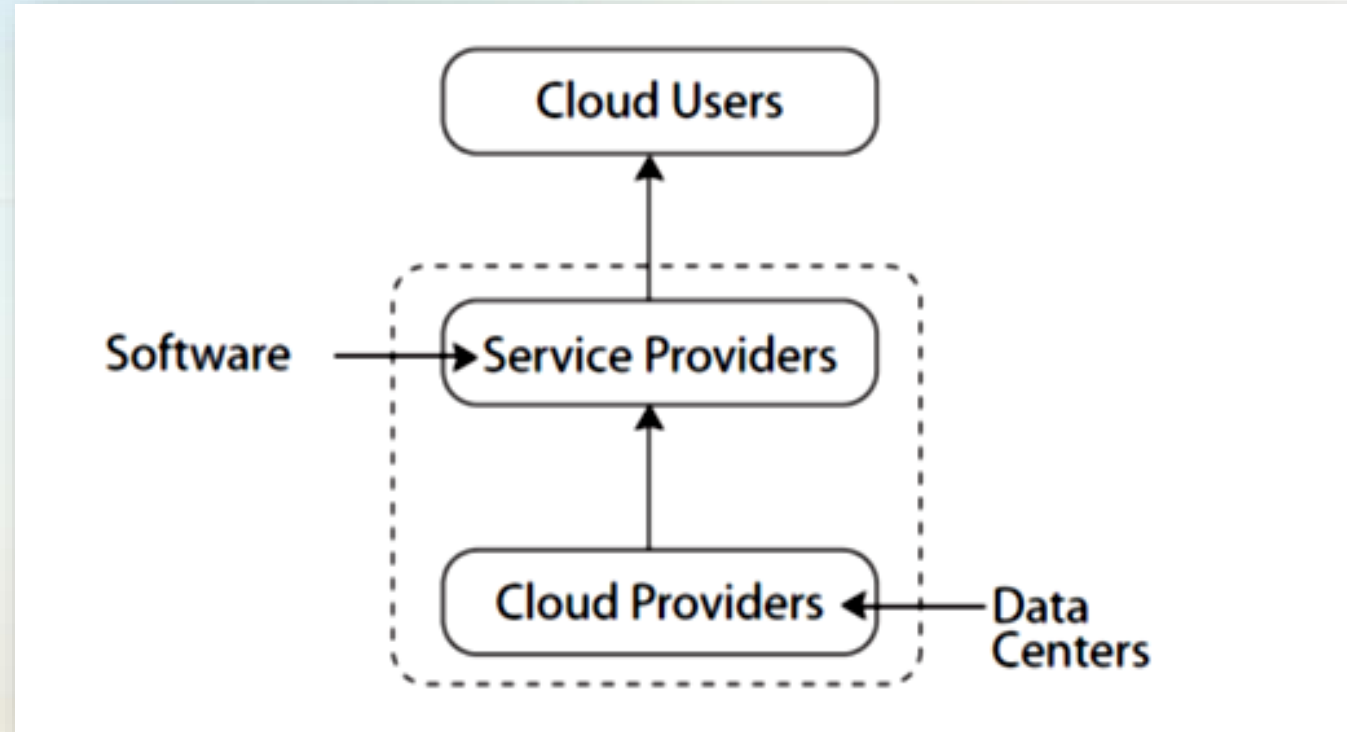 Cloud Users
Software
Service Providers
Cloud Providers
Data
Centers